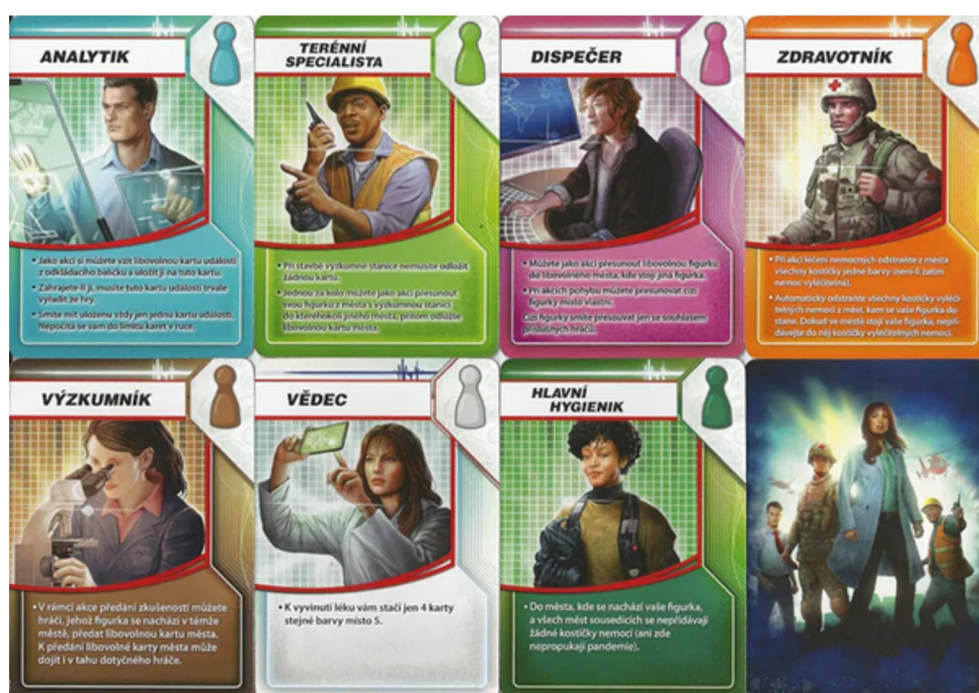 ANALYTIK
• Jako akci si můžete vzít libovolnou kartu události
z odkládacího balíčku a uložit ji na tuto kartu.
• Zahrajete-li ji, musíte tuto kartu události trvale
vyřadit ze hry.
• Smíte mít uloženu vždy jen jednu kartu události.
Nepočítá se vám do limitu karet v ruce.
TERÉNNÍ
SPECIALISTA
• Při stavbě výzkumné stanice nemusíte odložit
žádnou kartu.
• Jednou za kolo můžete jako akci přesunout
svou figurku z města s výzkumnou stanicí
do kteréhokoli jiného města, přitom odložte
libovolnou kartu města.
DISPEČER
• Můžete jako akci přesunout libovolnou figurku
do libovolného města, kde stojí jiná figurka.
• Při akcích pohybu můžete přesunovat cizí
figurky místo vlastní.
Cizí figurky smíte přesouvat jen se souhlasem
příslušných hráčů.
ZDRAVOTNÍK
• Při akci léčení nemocných odstraníte z města
všechny kostičky jedné barvy (není-li zatím
nemoc vyléčitelná).
• Automaticky odstraníte všechny kostičky vyléči-
telných nemocí z měst, kam se vaše figurka do-
stane. Dokud ve městě stojí vaše figurka, nepři-
dávejte do něj kostičky vyléčitelných nemocí.
VÝZKUMNÍK
• V rámci akce předání zkušeností můžete
hráči, jehož figurka se nachází v témže
městě, předat libovolnou kartu města.
K předání libovolné karty města může
dojít i v tahu dotyčného hráče.
VĚDEC
• K vyvinutí léku vám stačí jen 4 karty
stejné barvy místo 5.
HLAVNÍ
HYGIENIK
• Do města, kde se nachází vaše figurka,
a všech měst sousedících se nepřidávají
žádné kostičky nemocí (ani zde
nepropukají pandemie).